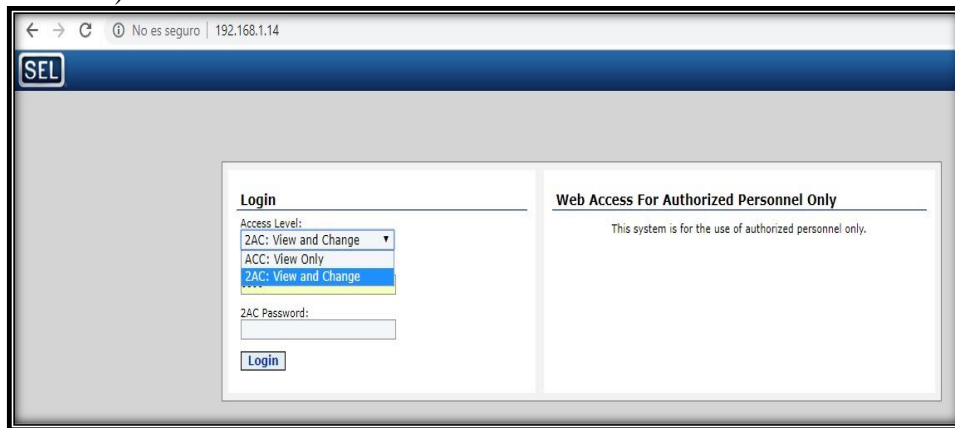 No es seguro | 192.168.1.14
SEL
Login
Access Level:
2AC: View and Change
ACC: View Only
2AC: View and Change
2AC Password:
Login
Web Access For Authorized Personnel Only
This system is for the use of authorized personnel only.